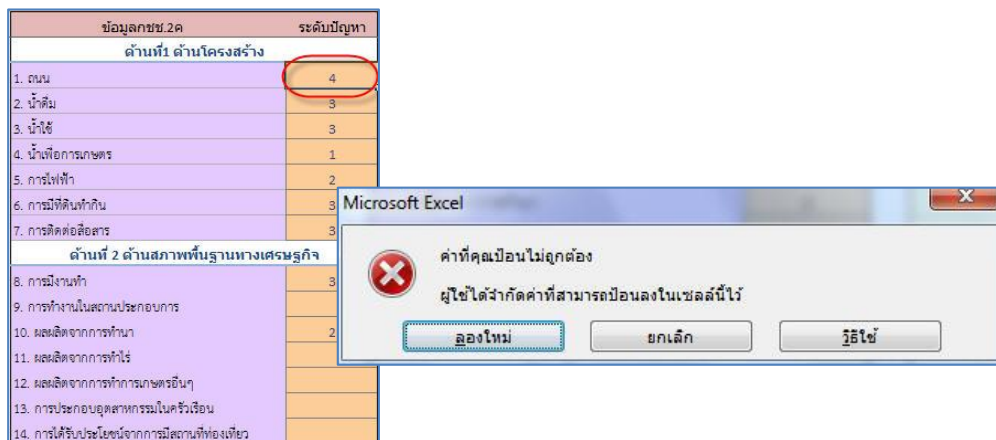 ข้อมูลกชช.2ค ระดับปัญหา
ด้านที่1 ด้านโครงสร้าง
1. ถนน 4
2. น้ำดื่ม 3
3. น้ำใช้ 3
4. น้ำเพื่อการเกษตร 1
5. การไฟฟ้า 2
6. การมีที่ดินทำกิน 3
7. การติดต่อสื่อสาร 3
ด้านที่ 2 ด้านสภาพพื้นฐานทางเศรษฐกิจ
8. การมีงานทำ 3
9. การทำงานในสถานประกอบการ
10. ผลผลิตจากการทำนา 2
11. ผลผลิตจากการทำไร่
12. ผลผลิตจากการทำการเกษตรอื่นๆ
13. การประกอบอุตสาหกรรมในครัวเรือน
14. การได้รับประโยชน์จากการมีสถานที่ท่องเที่ยว
Microsoft Excel
ค่าที่คุณป้อนไม่ถูกต้อง
ผู้ใช้ได้จำกัดค่าที่สามารถป้อนลงในเซลล์นี้ไว้
ลองใหม่ ยกเลิก วิธีใช้